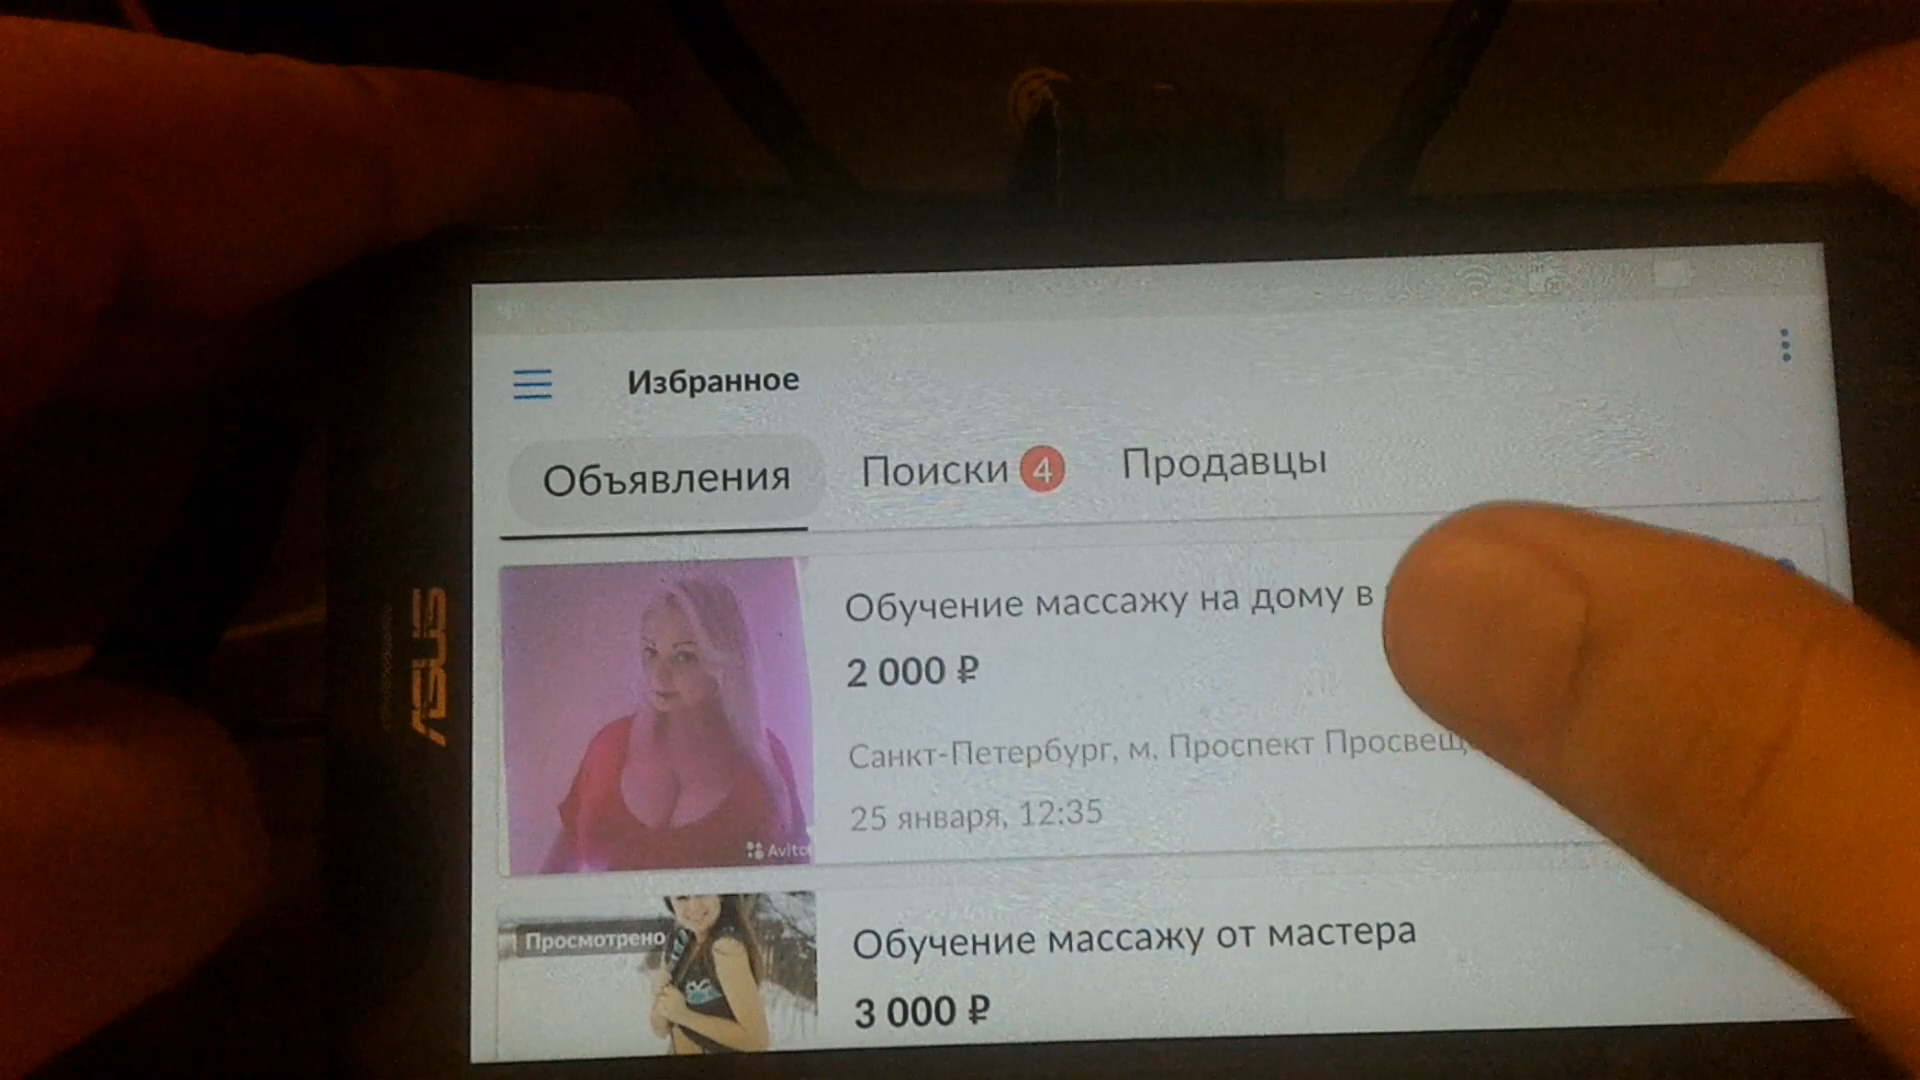 Избранное
Объявления
Поиски 4
Продавцы
Обучение массажу на дому в
2 000 ₽
Санкт-Петербург, м. Проспект
25 января, 12:35
Avito
Просмотрено
Обучение массажу от мастера
3 000 ₽
ASUS